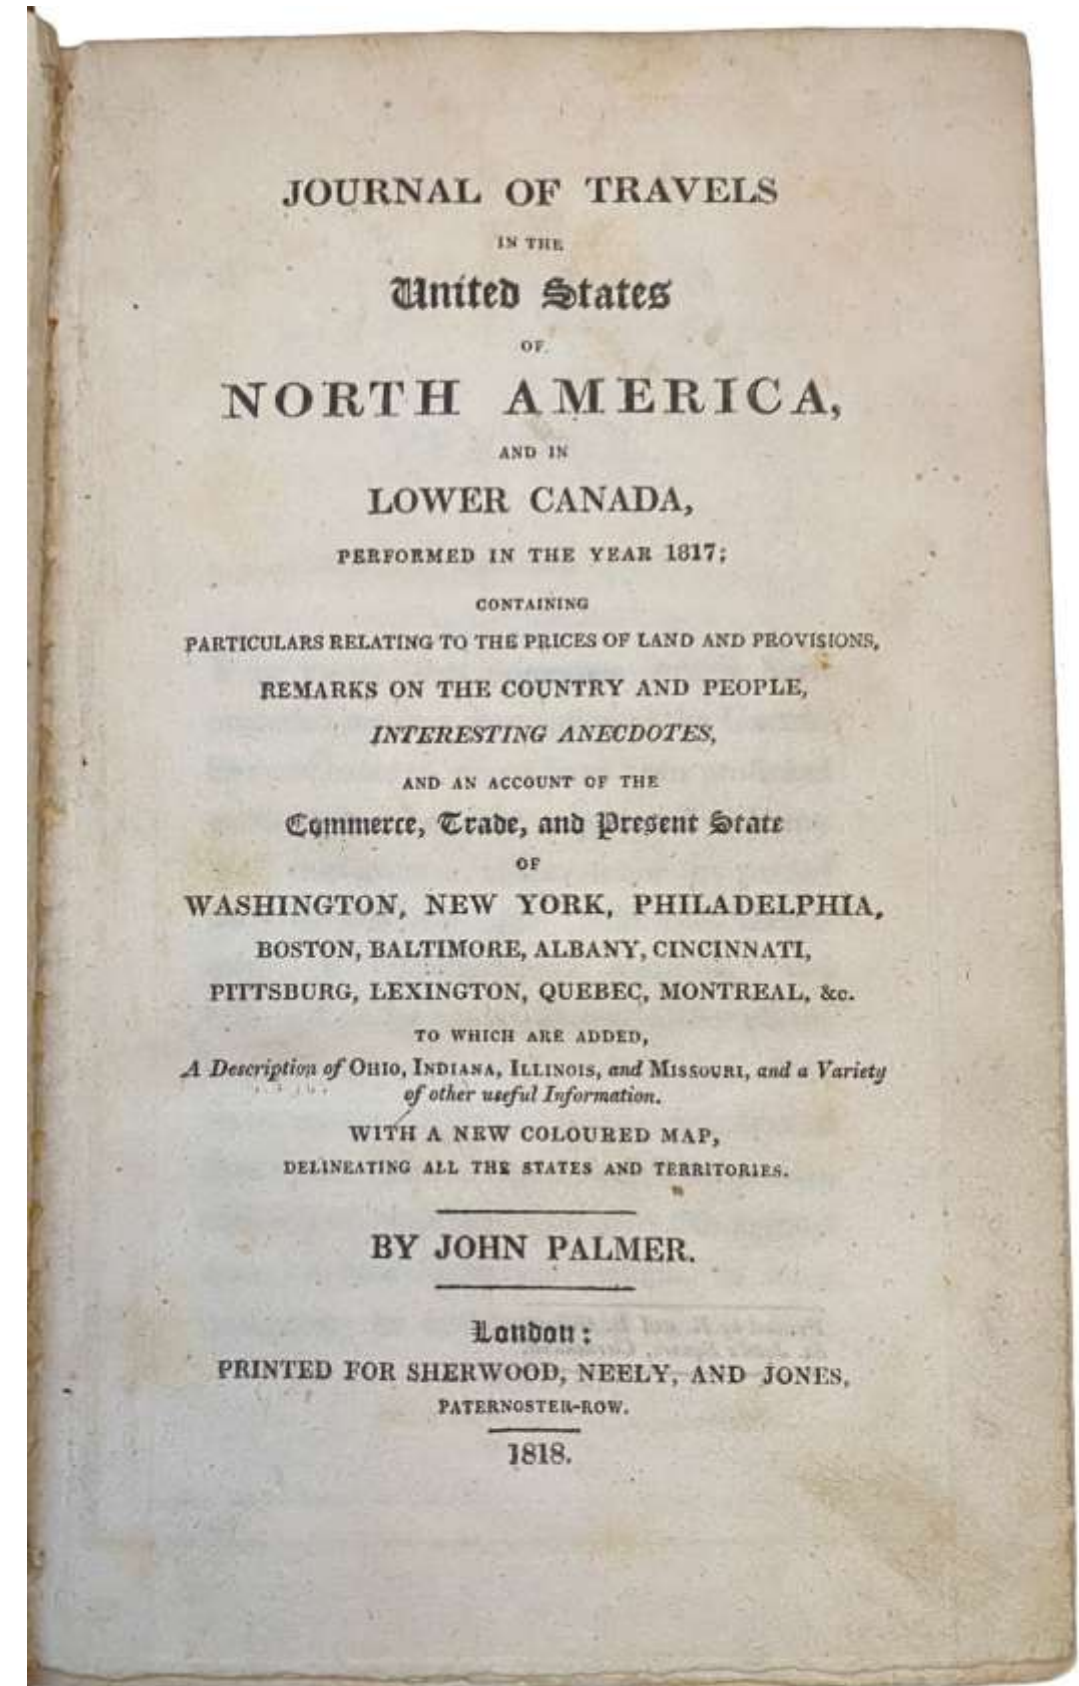 JOURNAL OF TRAVELS
IN THE
United States
OF
NORTH AMERICA,
AND IN
LOWER CANADA,
PERFORMED IN THE YEAR 1817;
CONTAINING
PARTICULARS RELATING TO THE PRICES OF LAND AND PROVISIONS,
REMARKS ON THE COUNTRY AND PEOPLE,
INTERESTING ANECDOTES,
AND AN ACCOUNT OF THE
Commerce, Trade, and Present State
OF
WASHINGTON, NEW YORK, PHILADELPHIA,
BOSTON, BALTIMORE, ALBANY, CINCINNATI,
PITTSBURG, LEXINGTON, QUEBEC, MONTREAL, &c.
TO WHICH ARE ADDED,
A Description of OHIO, INDIANA, ILLINOIS, and MISSOURI, and a Variety
of other useful Information.
WITH A NEW COLOURED MAP,
DELINEATING ALL THE STATES AND TERRITORIES.
BY JOHN PALMER.
London:
PRINTED FOR SHERWOOD, NEELY, AND JONES,
PATERNOSTER-ROW.
1818.